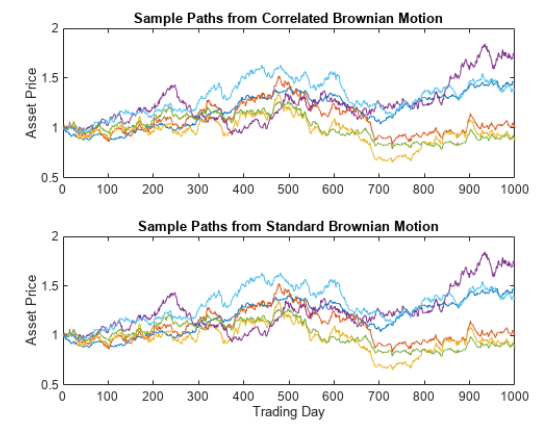 Sample Paths from Correlated Brownian Motion
2
1.5
1
0.5
Asset Price
0 100 200 300 400 500 600 700 800 900 1000
Sample Paths from Standard Brownian Motion
2
1.5
1
0.5
Asset Price
0 100 200 300 400 500 600 700 800 900 1000
Trading Day